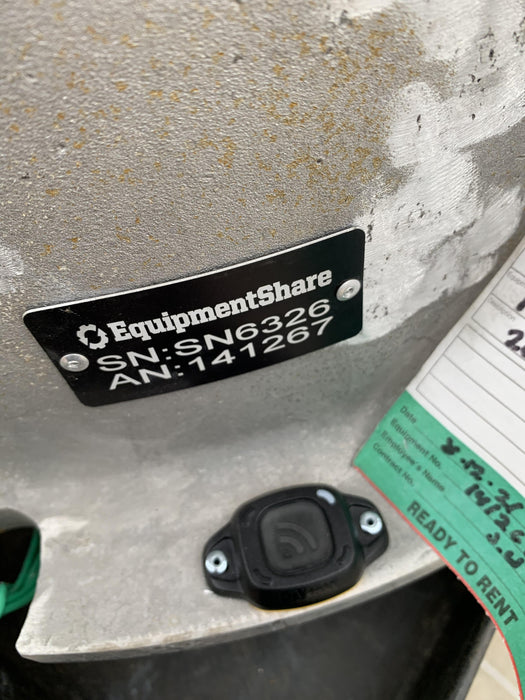 EquipmentShare
SN:SN6326
AN:141267
Date
Equipment No.
Employee's Name
Contract No.
READY TO RENT